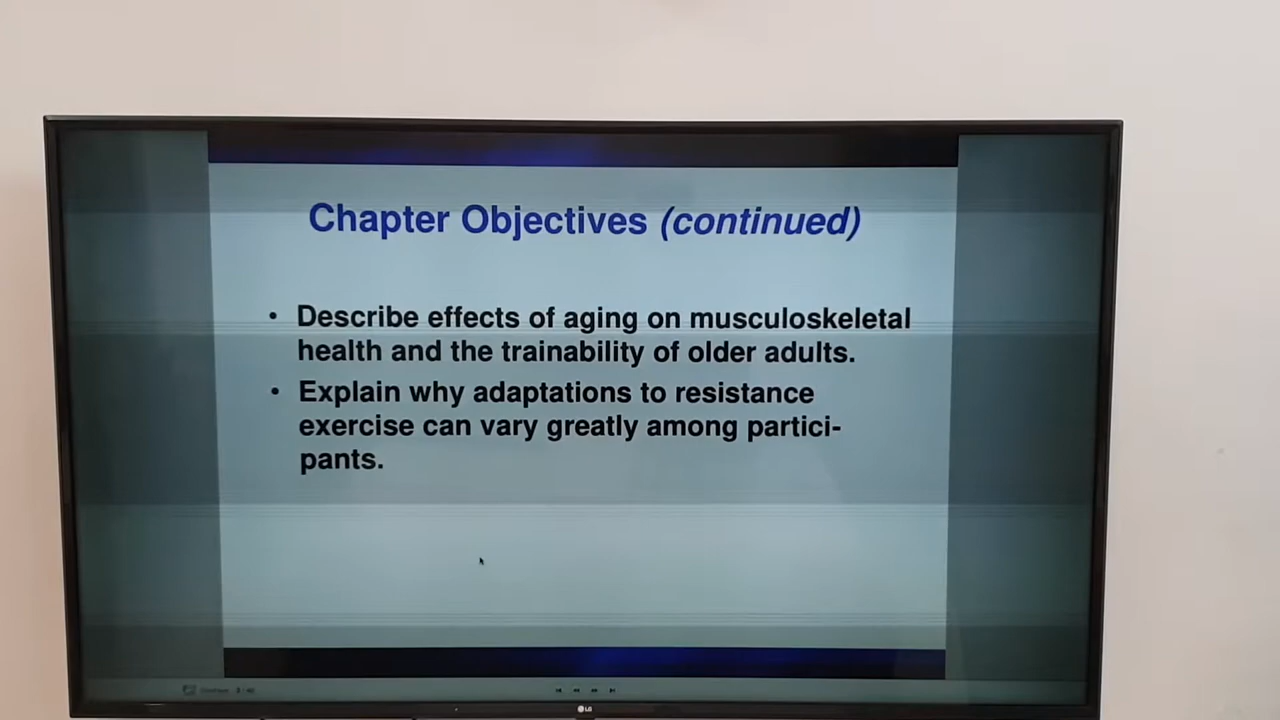 Chapter Objectives (continued)
• Describe effects of aging on musculoskeletal
health and the trainability of older adults.
• Explain why adaptations to resistance
exercise can vary greatly among partici-
pants.
LG